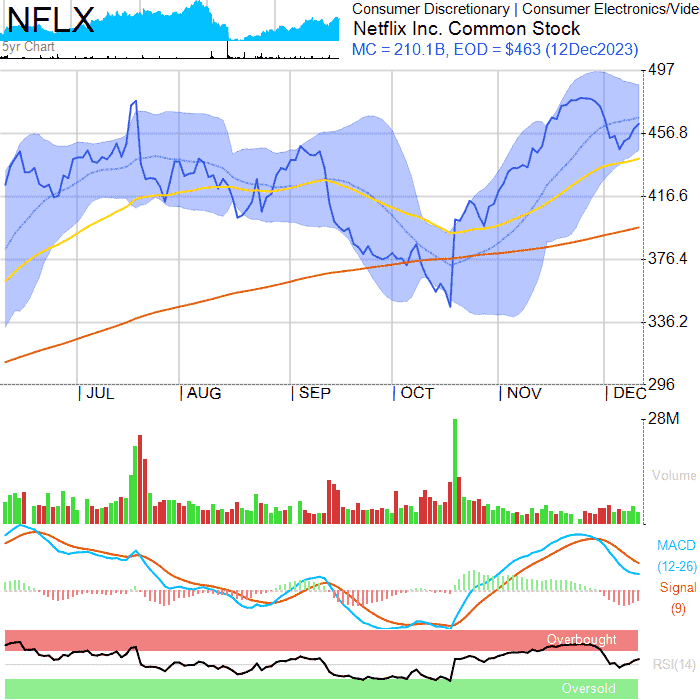 NFLX
5yr Chart
Consumer Discretionary | Consumer Electronics/Vide
Netflix Inc. Common Stock
MC = 210.1B, EOD = $463 (12Dec2023)
497
456.8
416.6
376.4
336.2
296
JUL
AUG
SEP
OCT
NOV
DEC
28M
Volume
MACD
(12-26)
Signal
(9)
Overbought
RSI(14)
Oversold